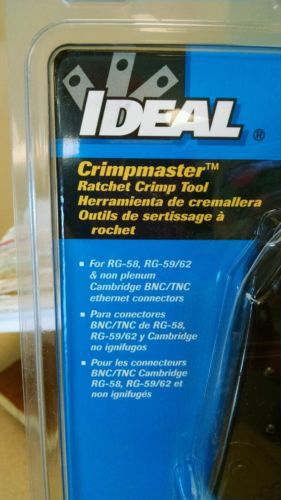 IDEAL ®
Crimpmaster™
Ratchet Crimp Tool
Herramienta de cremallera
Outils de sertissage à
rochet
▪ For RG-58, RG-59/62
& non plenum
Cambridge BNC/TNC
ethernet connectors
▪ Para conectores
BNC/TNC de RG-58,
RG-59/62 y Cambridge
no ignifugos
▪ Pour les connecteurs
BNC/TNC Cambridge
RG-58, RG-59/62 et
non ignifugés